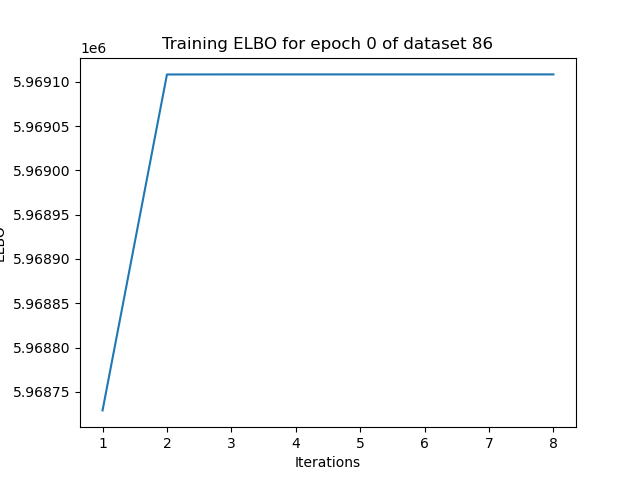 Training ELBO for epoch 0 of dataset 86
1e6
5.96910
5.96905
5.96900
5.96895
5.96890
5.96885
5.96880
5.96875
ELBO
1 2 3 4 5 6 7 8
Iterations